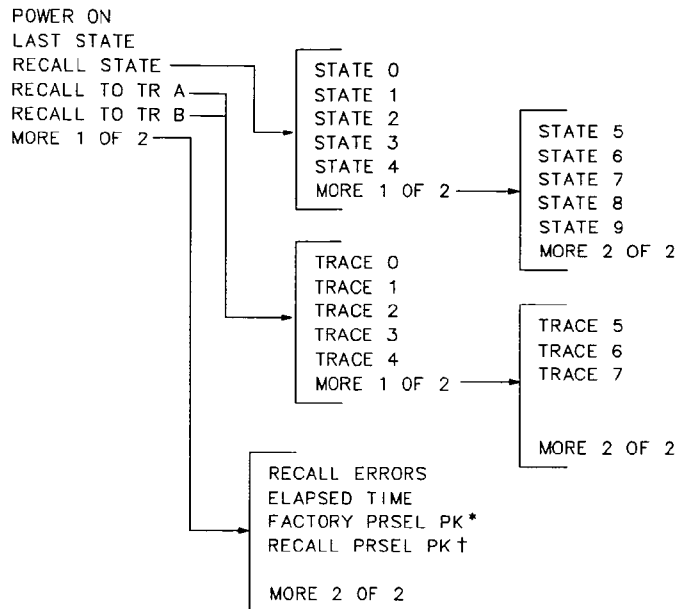 POWER ON
LAST STATE
RECALL STATE
RECALL TO TR A
RECALL TO TR B
MORE 1 OF 2
STATE 0
STATE 1
STATE 2
STATE 3
STATE 4
MORE 1 OF 2
STATE 5
STATE 6
STATE 7
STATE 8
STATE 9
MORE 2 OF 2
TRACE 0
TRACE 1
TRACE 2
TRACE 3
TRACE 4
MORE 1 OF 2
TRACE 5
TRACE 6
TRACE 7
MORE 2 OF 2
RECALL ERRORS
ELAPSED TIME
FACTORY PRSEL PK*
RECALL PRSEL PK†
MORE 2 OF 2